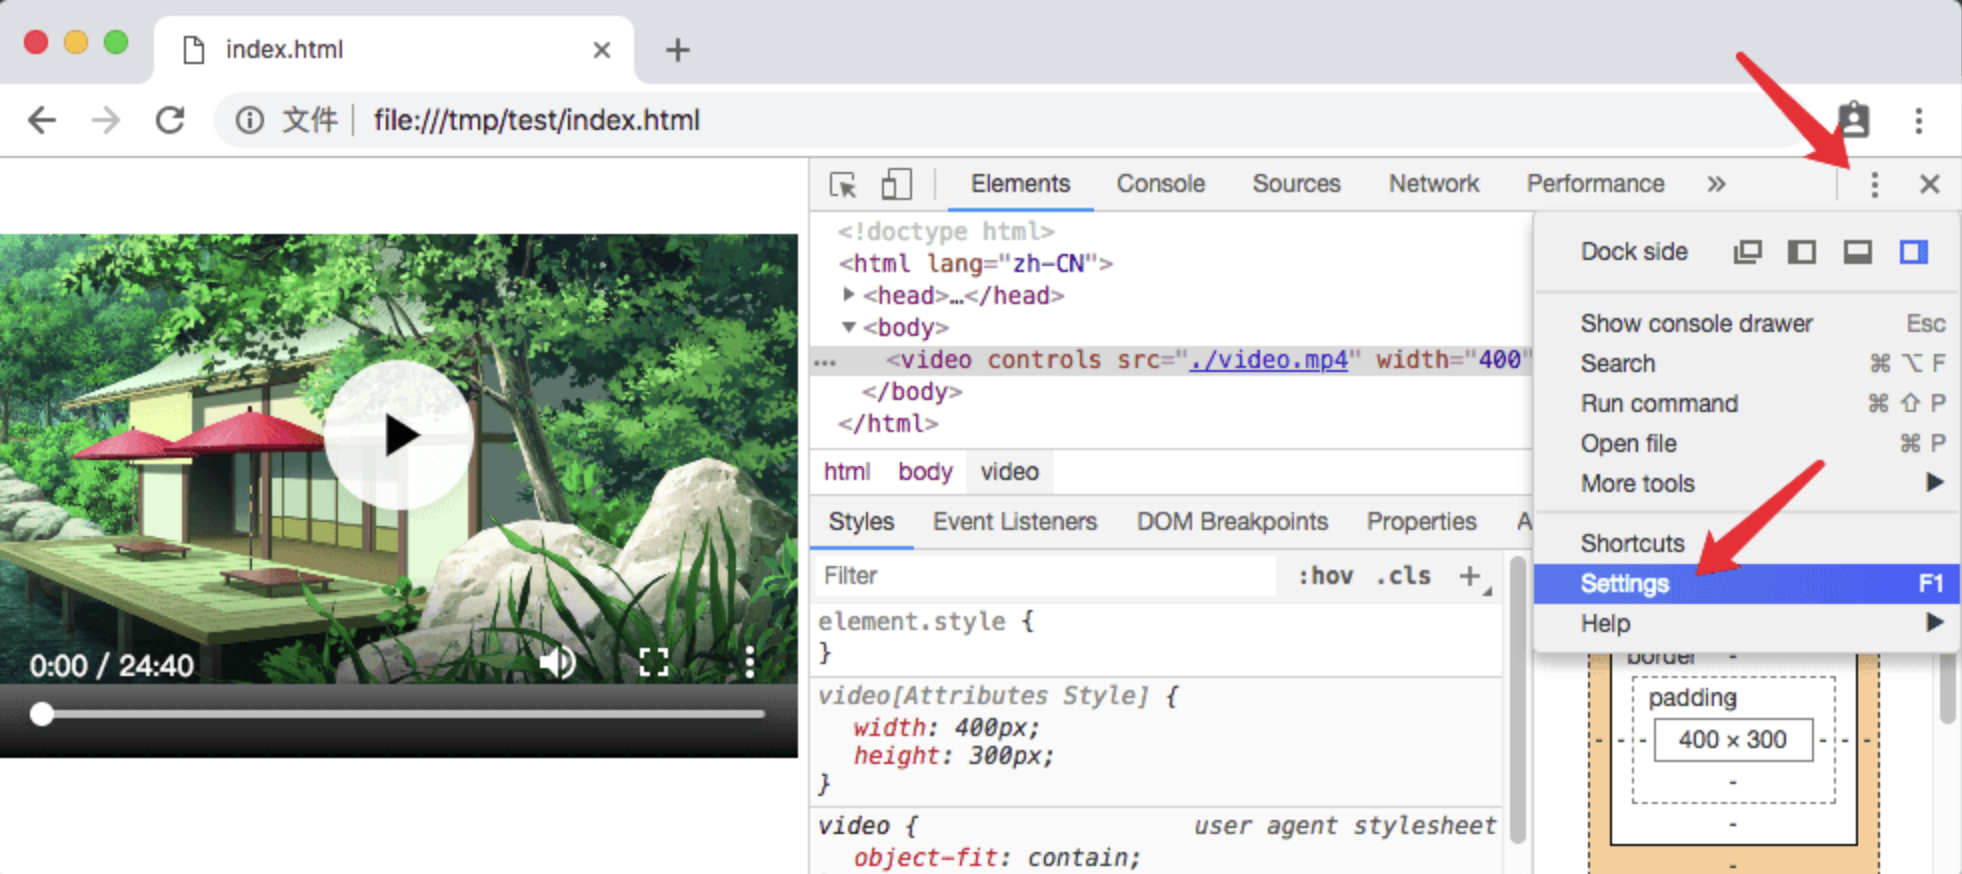 index.html
文件
file:///tmp/test/index.html
Elements
Console
Sources
Network
Performance
»
<!doctype html>
<html lang="zh-CN">
<head>…</head>
<body>
<video controls src="./video.mp4" width="400"
</body>
</html>
html
body
video
Styles
Event Listeners
DOM Breakpoints
Properties
A
Filter
:hov
.cls
element.style {
}
video[Attributes Style] {
width: 400px;
height: 300px;
}
video {
user agent stylesheet
object-fit: contain;
Dock side
Show console drawer Esc
Search ⌘ ⌥ F
Run command ⌘ ⇧ P
Open file ⌘ P
More tools
Shortcuts
Settings F1
Help
border -
padding
- - - 400 × 300 - - -
-
-
-
0:00 / 24:40